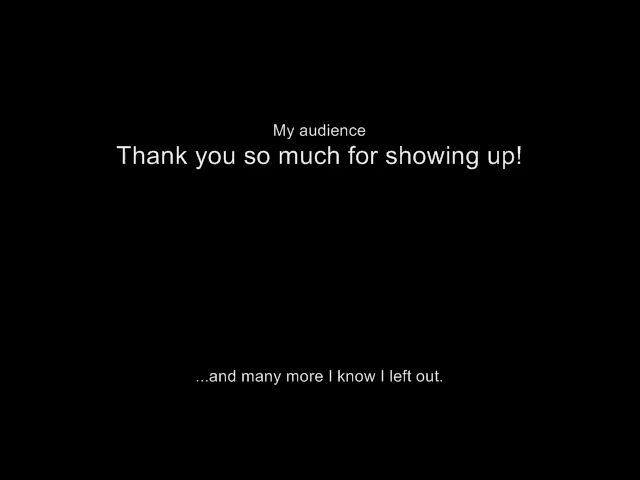 My audience
Thank you so much for showing up!
...and many more I know I left out.